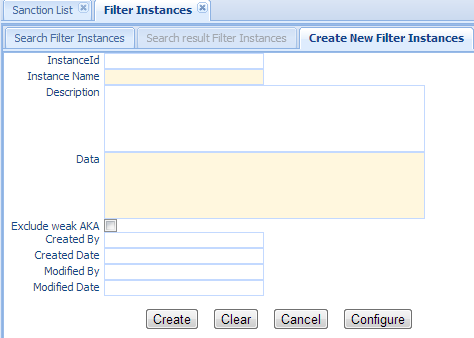 Sanction List Filter Instances
Search Filter Instances Search result Filter Instances Create New Filter Instances
InstanceId
Instance Name
Description
Data
Exclude weak AKA
Created By
Created Date
Modified By
Modified Date
Create Clear Cancel Configure